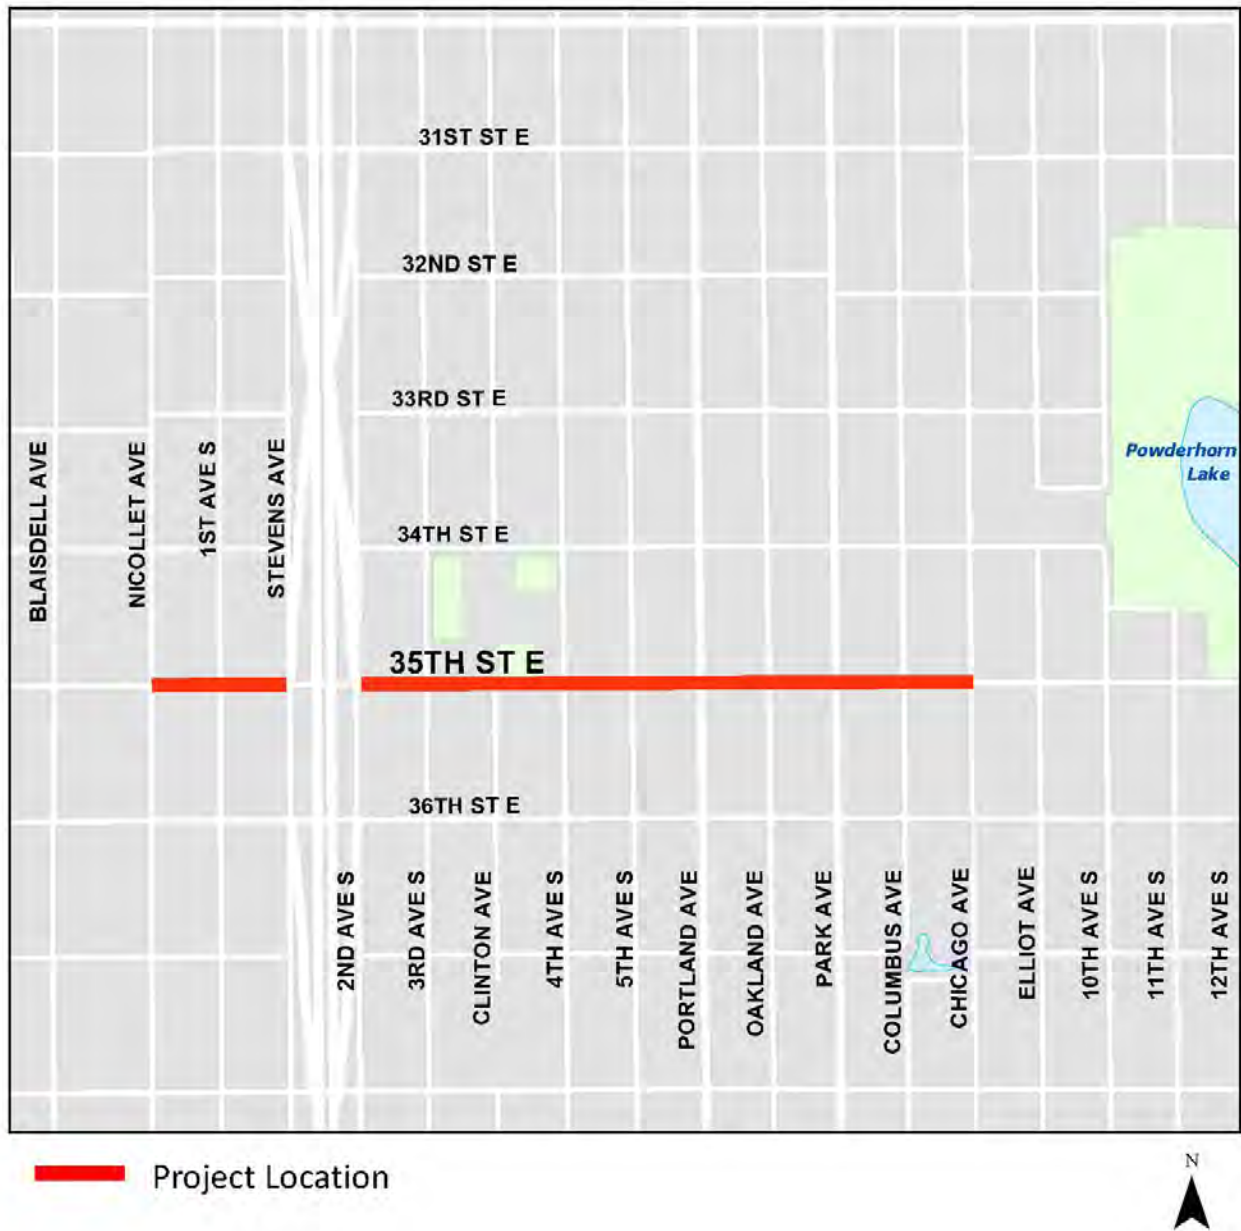 31ST ST E
32ND ST E
33RD ST E
BLAISDELL AVE
NICOLLET AVE
1ST AVE S
STEVENS AVE
Powderhorn
Lake
34TH ST E
35TH ST E
36TH ST E
2ND AVE S
3RD AVE S
CLINTON AVE
4TH AVE S
5TH AVE S
PORTLAND AVE
OAKLAND AVE
PARK AVE
COLUMBUS AVE
CHICAGO AVE
ELLIOT AVE
10TH AVE S
11TH AVE S
12TH AVE S
Project Location
N